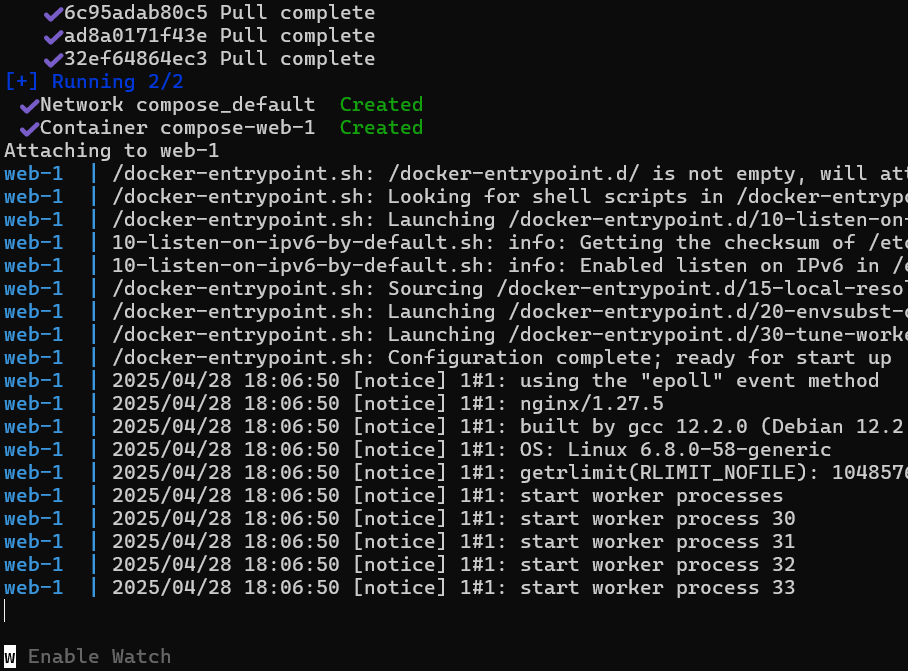 ✔6c95adab80c5 Pull complete
✔ad8a0171f43e Pull complete
✔32ef64864ec3 Pull complete
[+] Running 2/2
✔Network compose_default  Created
✔Container compose-web-1  Created
Attaching to web-1
web-1  | /docker-entrypoint.sh: /docker-entrypoint.d/ is not empty, will att
web-1  | /docker-entrypoint.sh: Looking for shell scripts in /docker-entrypo
web-1  | /docker-entrypoint.sh: Launching /docker-entrypoint.d/10-listen-on-
web-1  | 10-listen-on-ipv6-by-default.sh: info: Getting the checksum of /etc
web-1  | 10-listen-on-ipv6-by-default.sh: info: Enabled listen on IPv6 in /e
web-1  | /docker-entrypoint.sh: Sourcing /docker-entrypoint.d/15-local-resol
web-1  | /docker-entrypoint.sh: Launching /docker-entrypoint.d/20-envsubst-o
web-1  | /docker-entrypoint.sh: Launching /docker-entrypoint.d/30-tune-worke
web-1  | /docker-entrypoint.sh: Configuration complete; ready for start up
web-1  | 2025/04/28 18:06:50 [notice] 1#1: using the "epoll" event method
web-1  | 2025/04/28 18:06:50 [notice] 1#1: nginx/1.27.5
web-1  | 2025/04/28 18:06:50 [notice] 1#1: built by gcc 12.2.0 (Debian 12.2
web-1  | 2025/04/28 18:06:50 [notice] 1#1: OS: Linux 6.8.0-58-generic
web-1  | 2025/04/28 18:06:50 [notice] 1#1: getrlimit(RLIMIT_NOFILE): 1048576
web-1  | 2025/04/28 18:06:50 [notice] 1#1: start worker processes
web-1  | 2025/04/28 18:06:50 [notice] 1#1: start worker process 30
web-1  | 2025/04/28 18:06:50 [notice] 1#1: start worker process 31
web-1  | 2025/04/28 18:06:50 [notice] 1#1: start worker process 32
web-1  | 2025/04/28 18:06:50 [notice] 1#1: start worker process 33
w Enable Watch